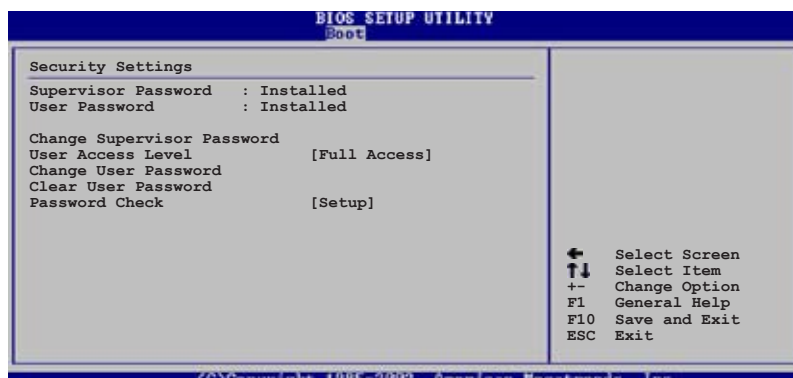 BIOS SETUP UTILITY
Boot
Security Settings
Supervisor Password : Installed
User Password : Installed
Change Supervisor Password
User Access Level [Full Access]
Change User Password
Clear User Password
Password Check [Setup]
← Select Screen
↑↓ Select Item
+- Change Option
F1 General Help
F10 Save and Exit
ESC Exit